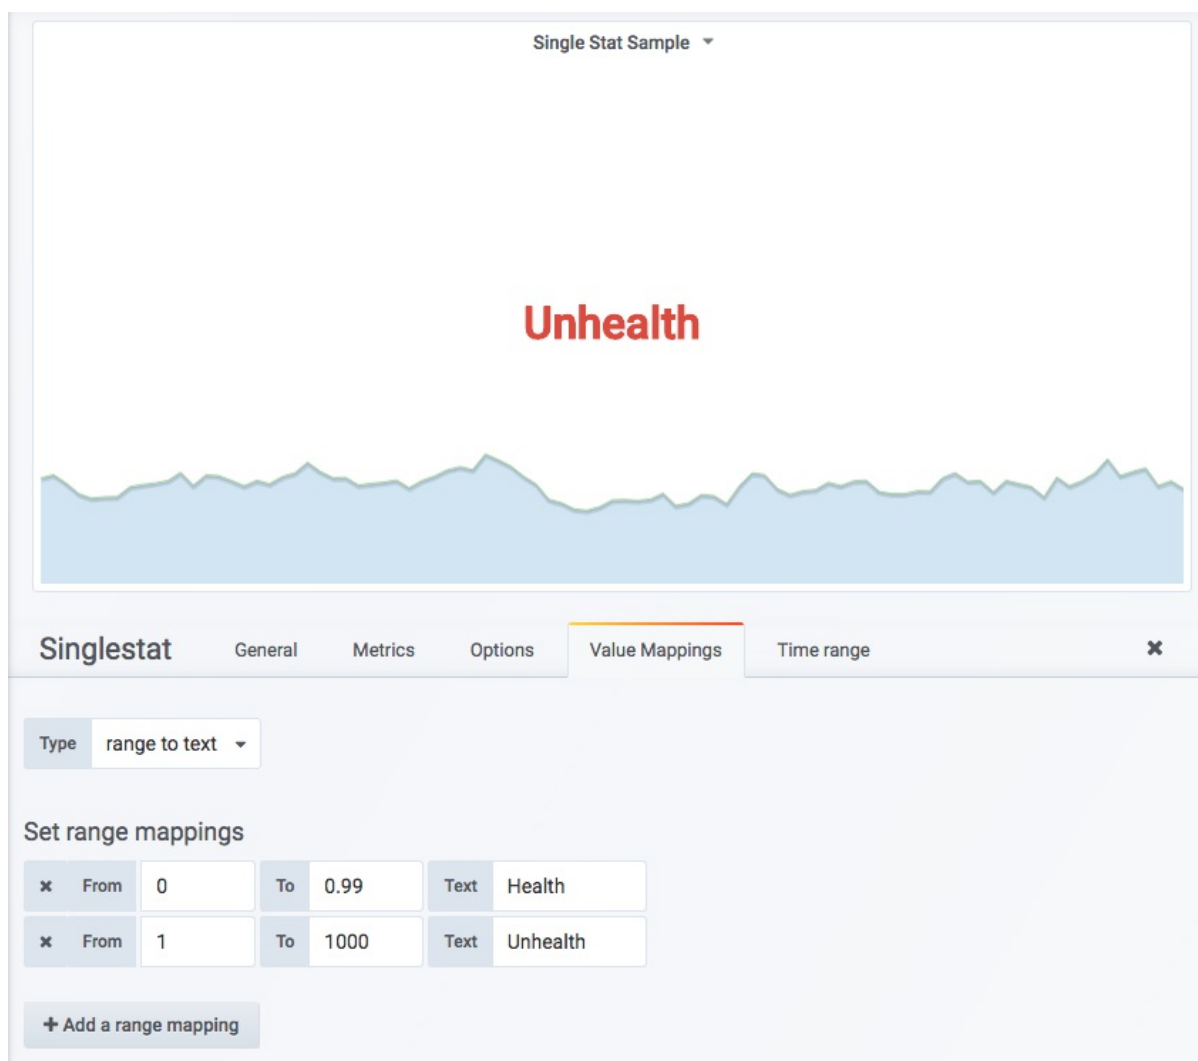 Single Stat Sample
Unhealth
Singlestat General Metrics Options Value Mappings Time range
Type range to text
Set range mappings
From 0 To 0.99 Text Health
From 1 To 1000 Text Unhealth
+ Add a range mapping